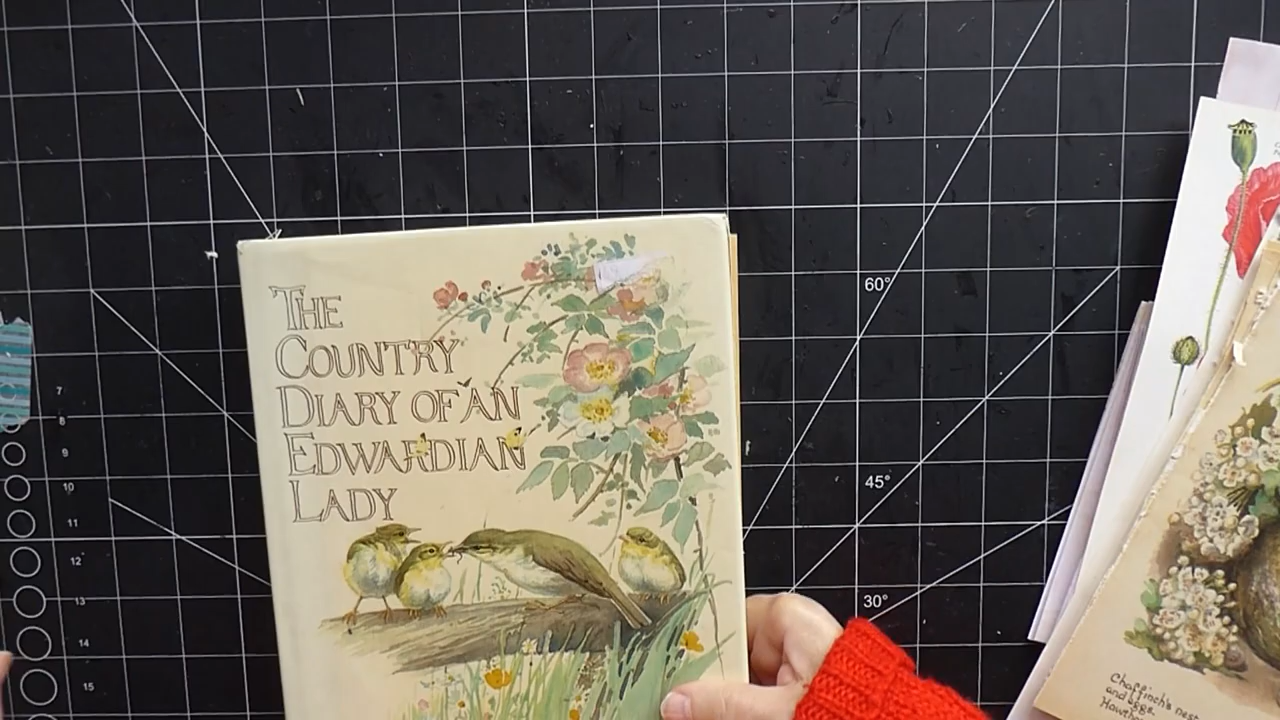 THE
COUNTRY
DIARY OF AN
EDWARDIAN
LADY
60°
45°
30°
7
8
9
10
11
12
13
14
15
Chaffinch's nest
and eggs.